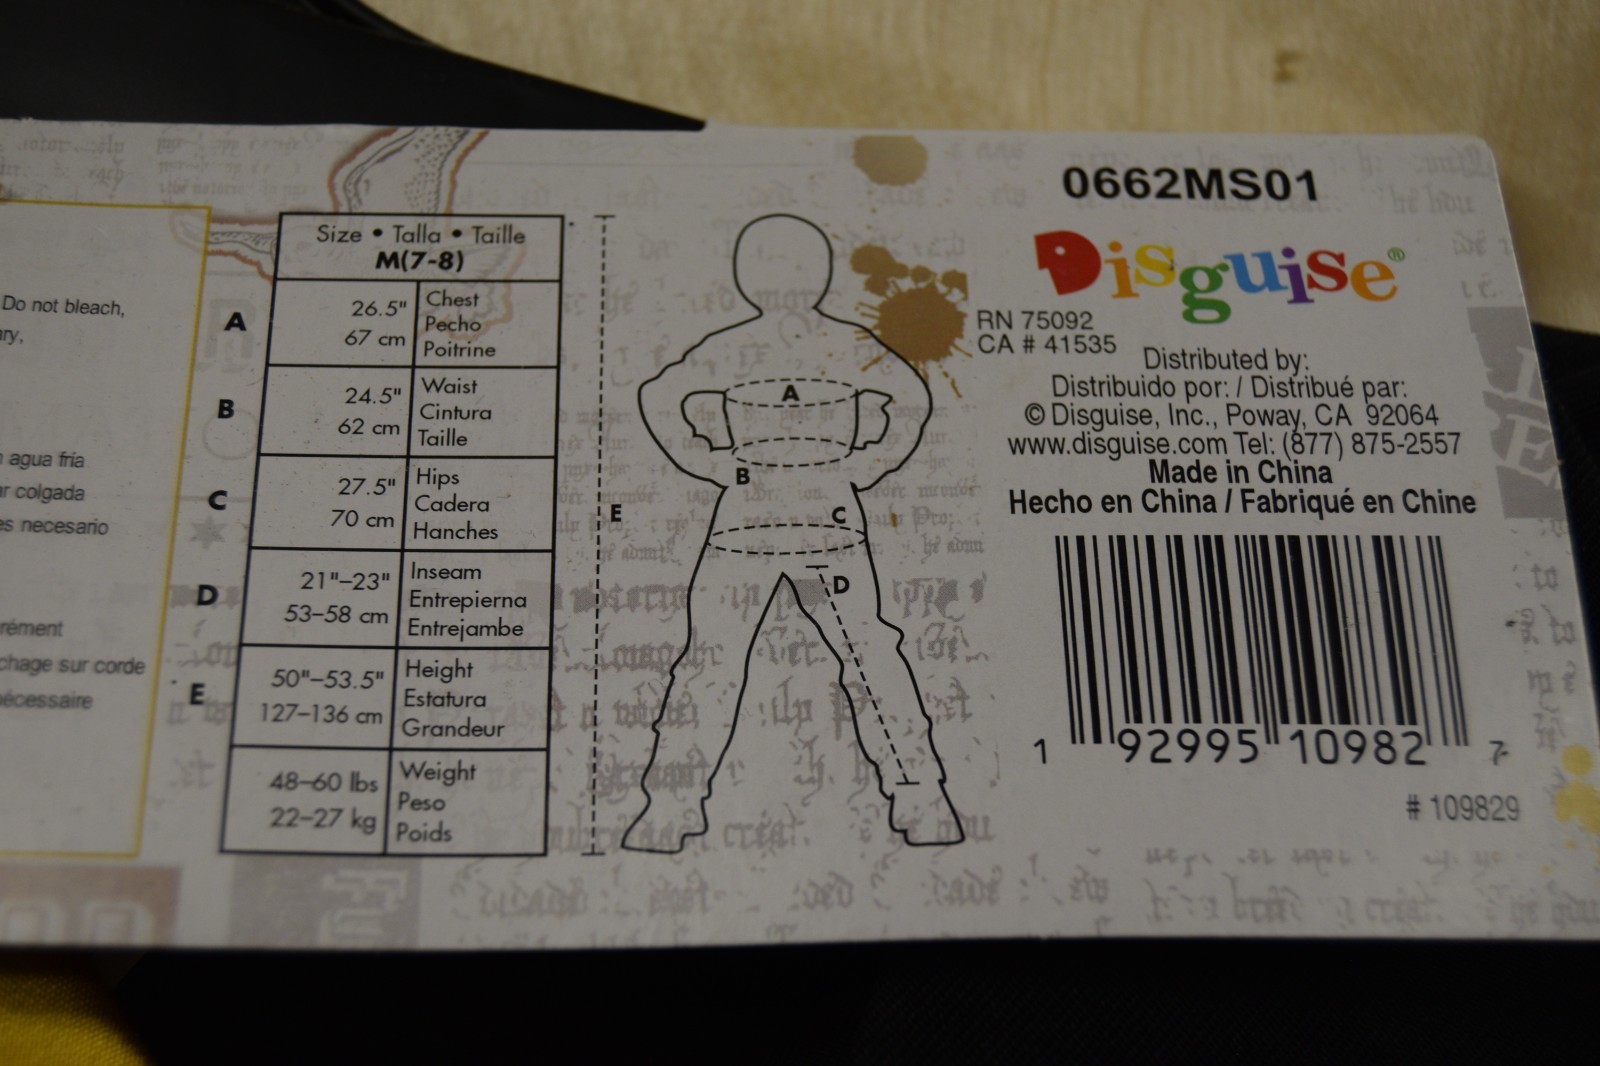 Do not bleach,
ry,
agua fría
r colgada
es necesario
rément
chage sur corde
nécessaire
Size • Talla • Taille
M(7-8)
A
26.5"
67 cm
Chest
Pecho
Poitrine
B
24.5"
62 cm
Waist
Cintura
Taille
C
27.5"
70 cm
Hips
Cadera
Hanches
D
21"–23"
53–58 cm
Inseam
Entrepierna
Entrejambe
E
50"–53.5"
127–136 cm
Height
Estatura
Grandeur
48–60 lbs
22–27 kg
Weight
Peso
Poids
A
B
C
D
E
0662MS01
Disguise®
RN 75092
CA # 41535
Distributed by:
Distribuido por: / Distribué par:
© Disguise, Inc., Poway, CA 92064
www.disguise.com Tel: (877) 875-2557
Made in China
Hecho en China / Fabriqué en Chine
1 92995 10982 7
# 109829